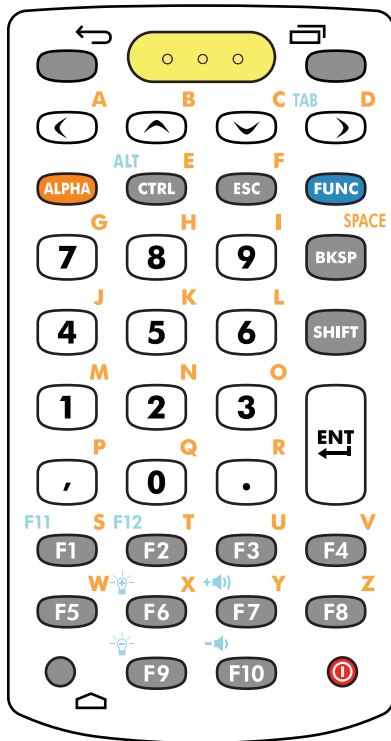 A B C TAB D
ALT E F
ALPHA CTRL ESC FUNC
G H I SPACE
7 8 9 BKSP
J K L
4 5 6 SHIFT
M N O
1 2 3 ENT
P Q R
, 0 .
F11 S F12 T U V
F1 F2 F3 F4
W X Y Z
F5 F6 F7 F8
F9 F10